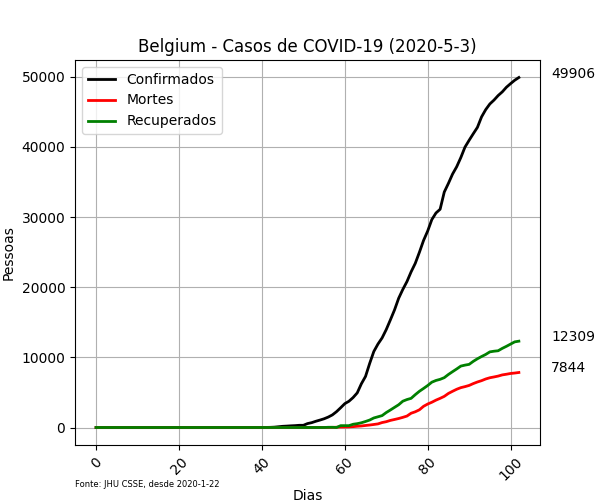 Belgium - Casos de COVID-19 (2020-5-3)
Confirmados
Mortes
Recuperados
49906
12309
7844
Pessoas
50000
40000
30000
20000
10000
0
0
20
40
60
80
100
Fonte: JHU CSSE, desde 2020-1-22
Dias